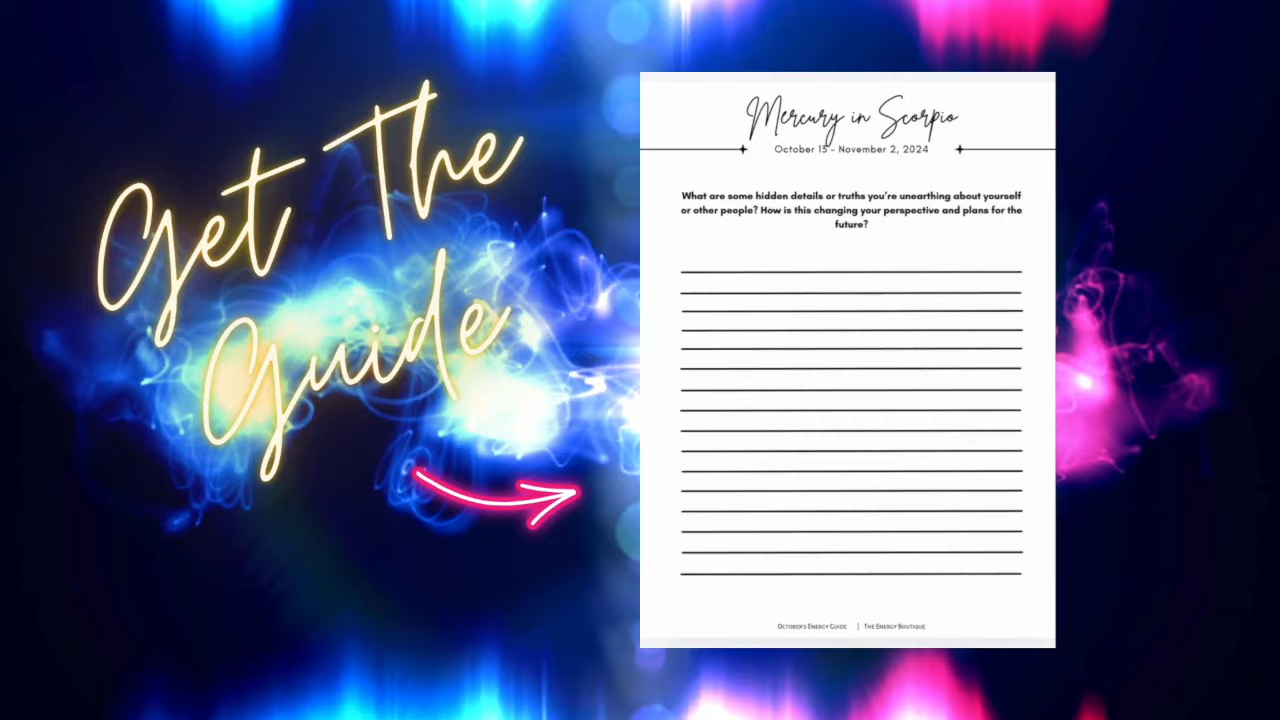 Get The
Guide
Mercury in Scorpio
October 15 - November 2, 2024
What are some hidden details or truths you're unearthing about yourself
or other people? How is this changing your perspective and plans for the
future?
October's Energy Guide | The Energy Boutique